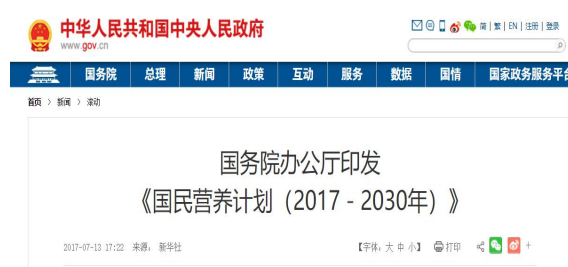 中华人民共和国中央人民政府
www.gov.cn
简 | 繁 | EN | 注册 | 登录
国务院 总理 新闻 政策 互动 服务 数据 国情 国家政务服务平台
首页 > 新闻 > 滚动
国务院办公厅印发
《国民营养计划（2017－2030年）》
2017-07-13 17:22 来源： 新华社 【字体：大 中 小】 打印